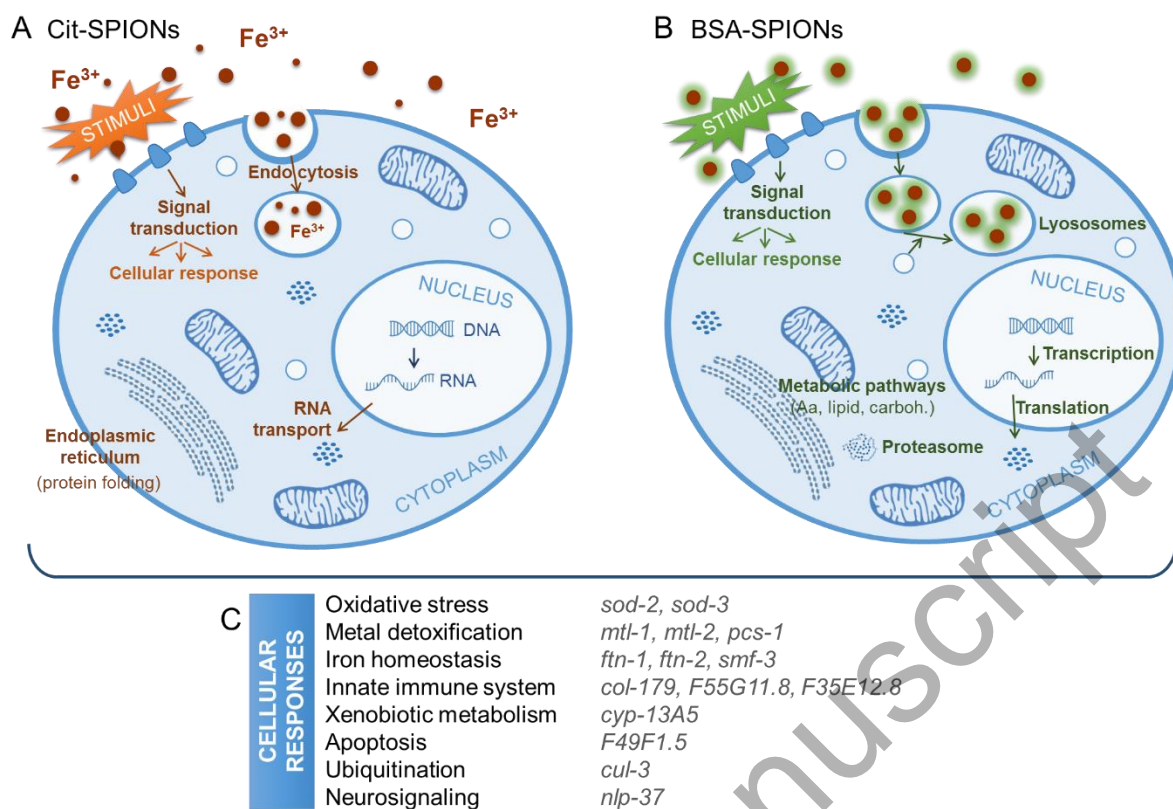 A Cit-SPIONs
Fe³⁺
Fe³⁺
Fe³⁺
STIMULI
Endocytosis
Signal
transduction
Fe³⁺
Cellular response
NUCLEUS
DNA
RNA
RNA
transport
Endoplasmic
reticulum
(protein folding)
CYTOPLASM
B BSA-SPIONs
STIMULI
Signal
transduction
Lyososomes
Cellular response
NUCLEUS
Transcription
Metabolic pathways
(Aa, lipid, carboh.)
Translation
Proteasome
CYTOPLASM
C
CELLULAR
RESPONSES
Oxidative stress sod-2, sod-3
Metal detoxification mtl-1, mtl-2, pcs-1
Iron homeostasis ftn-1, ftn-2, smf-3
Innate immune system col-179, F55G11.8, F35E12.8
Xenobiotic metabolism cyp-13A5
Apoptosis F49F1.5
Ubiquitination cul-3
Neurosignaling nlp-37
nuscript